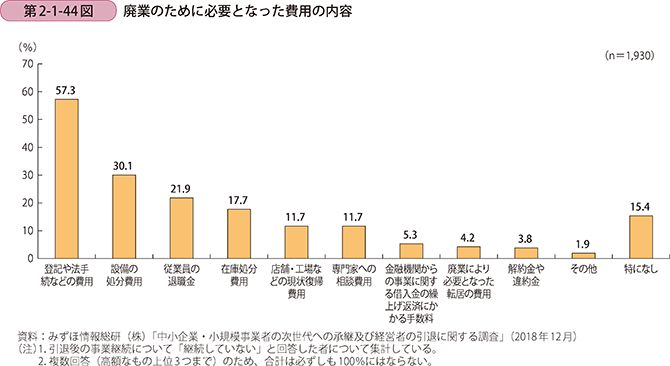 第2-1-44図 廃業のために必要となった費用の内容
(%)
(n=1,930)
70
60
50
40
30
20
10
0
57.3
30.1
21.9
17.7
11.7
11.7
5.3
4.2
3.8
1.9
15.4
登記や法手
続などの費用
設備の
処分費用
従業員の
退職金
在庫処分
費用
店舗・工場な
どの現状復帰
費用
専門家への
相談費用
金融機関から
の事業に関す
る借入金の繰
上げ返済にか
かる手数料
廃業により
必要となった
転居の費用
解約金や
違約金
その他
特になし
資料：みずほ情報総研（株）「中小企業・小規模事業者の次世代への承継及び経営者の引退に関する調査」（2018年12月）
（注）1. 引退後の事業継続について「継続していない」と回答した者について集計している。
2. 複数回答（高額なもの上位3つまで）のため、合計は必ずしも100%にはならない。